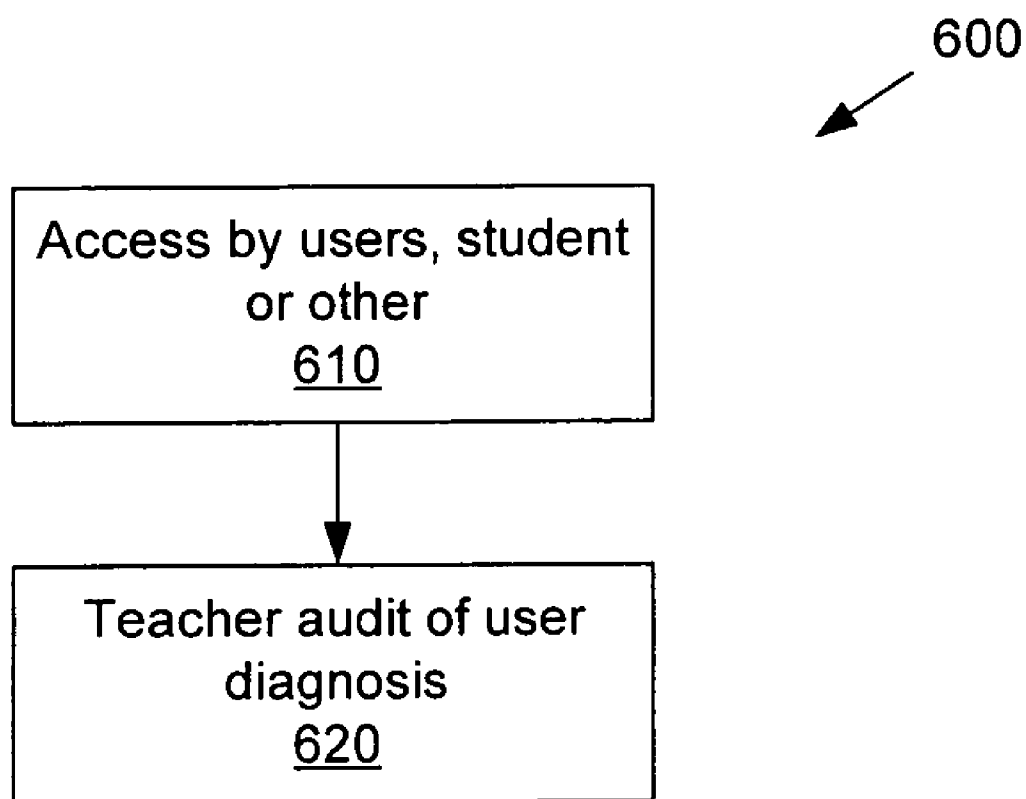 600
Access by users, student
or other
610
Teacher audit of user
diagnosis
620